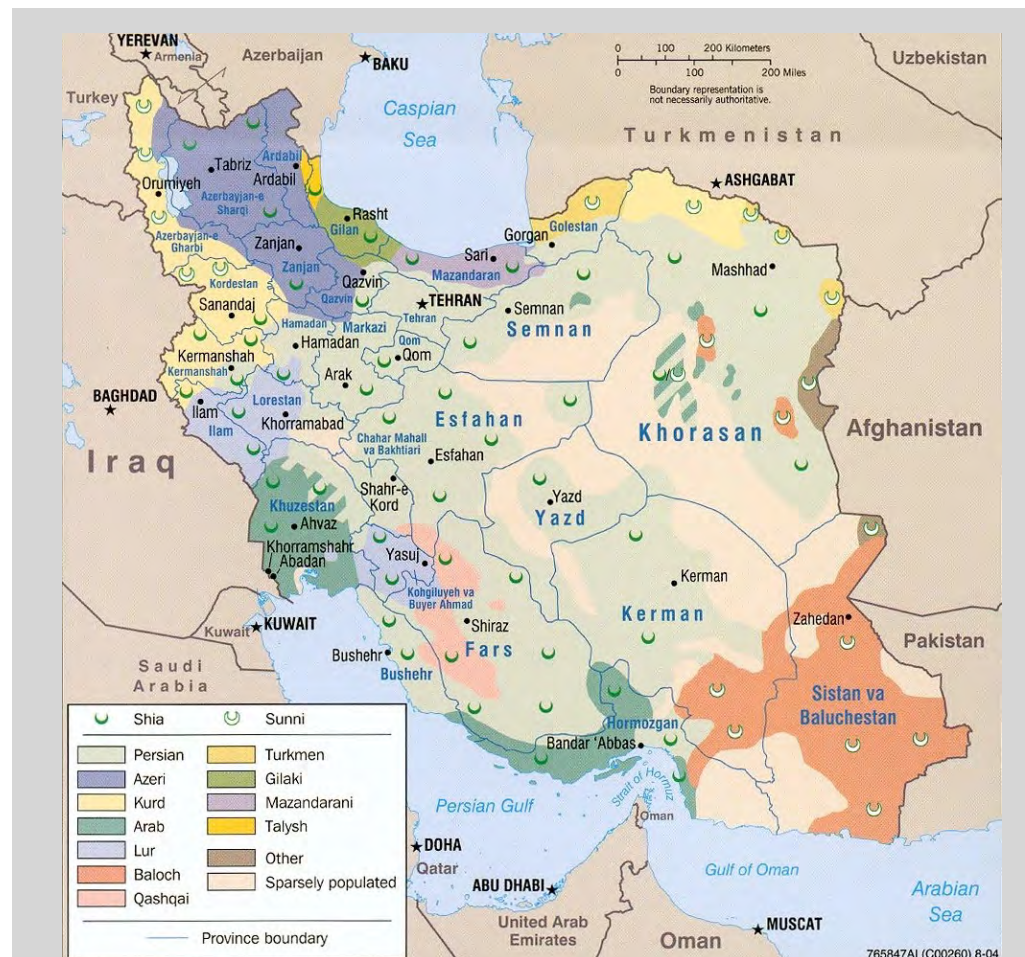 YEREVAN
Armenia
Azerbaijan
BAKU
0 100 200 Kilometers
0 100 200 Miles
Boundary representation is
not necessarily authoritative.
Uzbekistan
Turkey
Caspian
Sea
Turkmenistan
ASHGABAT
Tabriz
Ardabil
Ardabil
Orumiyeh
Azerbayjan-e
Sharqi
Rasht
Gilan
Golestan
Gorgan
Azerbayjan-e
Gharbi
Zanjan
Zanjan
Sari
Mazandaran
Mashhad
Kordestan
Qazvin
Qazvin
TEHRAN
Tehran
Sanandaj
Semnan
Semnan
Hamadan
Markazi
Hamadan
Qom
Qom
Kermanshah
Kermanshah
Arak
BAGHDAD
Ilam
Ilam
Lorestan
Khorramabad
Esfahan
Khorasan
Afghanistan
Chahar Mahall
va Bakhtiari
Esfahan
Iraq
Shahr-e
Kord
Yazd
Yazd
Khuzestan
Ahvaz
Khorramshahr
Abadan
Yasuj
Kohgiluyeh va
Buyer Ahmad
Kerman
Kerman
Kuwait
KUWAIT
Shiraz
Fars
Zahedan
Pakistan
Bushehr
Bushehr
Saudi
Arabia
Sistan va
Baluchestan
Hormozgan
Bandar 'Abbas
Strait of Hormuz
Oman
Persian Gulf
DOHA
Qatar
ABU DHABI
United Arab
Emirates
Gulf of Oman
MUSCAT
Oman
Arabian
Sea
Shia
Sunni
Persian
Azeri
Kurd
Arab
Lur
Baloch
Qashqai
Turkmen
Gilaki
Mazandarani
Talysh
Other
Sparsely populated
Province boundary
765847AI (C00260) 8-04